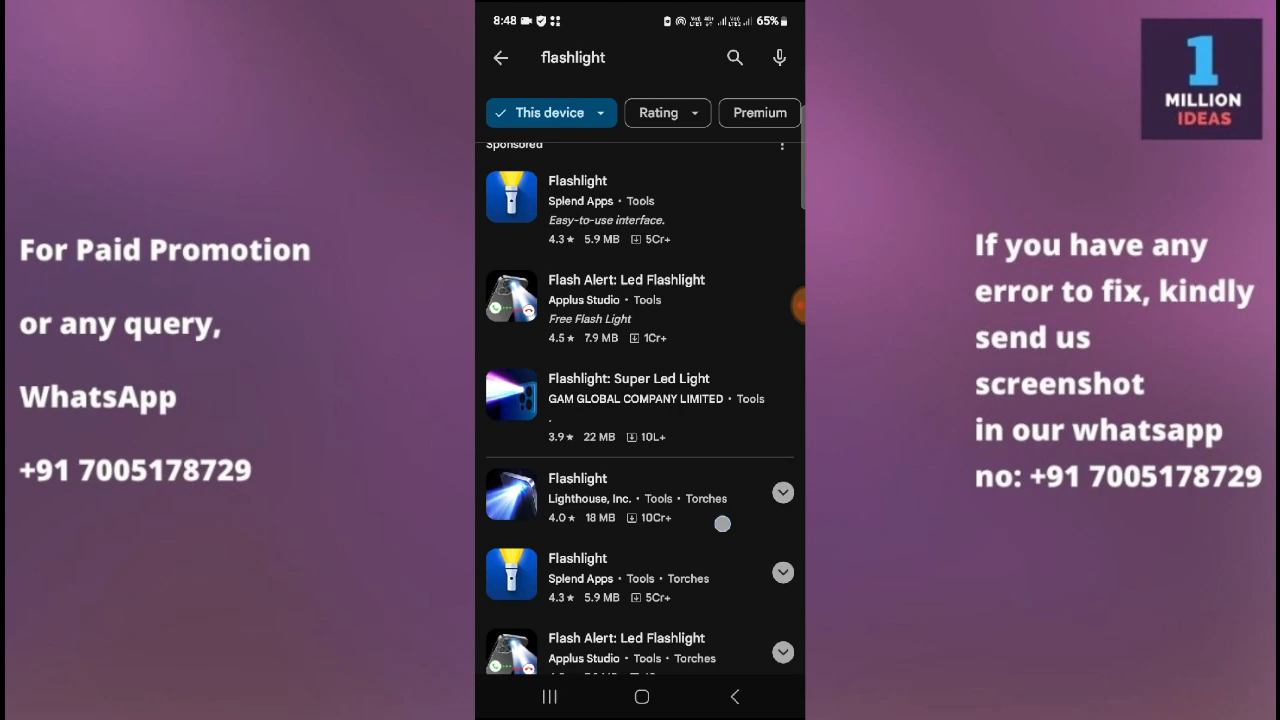 For Paid Promotion
or any query,
WhatsApp
+91 7005178729
8:48
65%
flashlight
This device
Rating
Premium
Sponsored
Flashlight
Splend Apps • Tools
Easy-to-use interface.
4.3★ 5.9 MB 5Cr+
Flash Alert: Led Flashlight
Applus Studio • Tools
Free Flash Light
4.5★ 7.9 MB 1Cr+
Flashlight: Super Led Light
GAM GLOBAL COMPANY LIMITED • Tools
.
3.9★ 22 MB 10L+
Flashlight
Lighthouse, Inc. • Tools • Torches
4.0★ 18 MB 10Cr+
Flashlight
Splend Apps • Tools • Torches
4.3★ 5.9 MB 5Cr+
Flash Alert: Led Flashlight
Applus Studio • Tools • Torches
1
MILLION
IDEAS
If you have any
error to fix, kindly
send us
screenshot
in our whatsapp
no: +91 7005178729